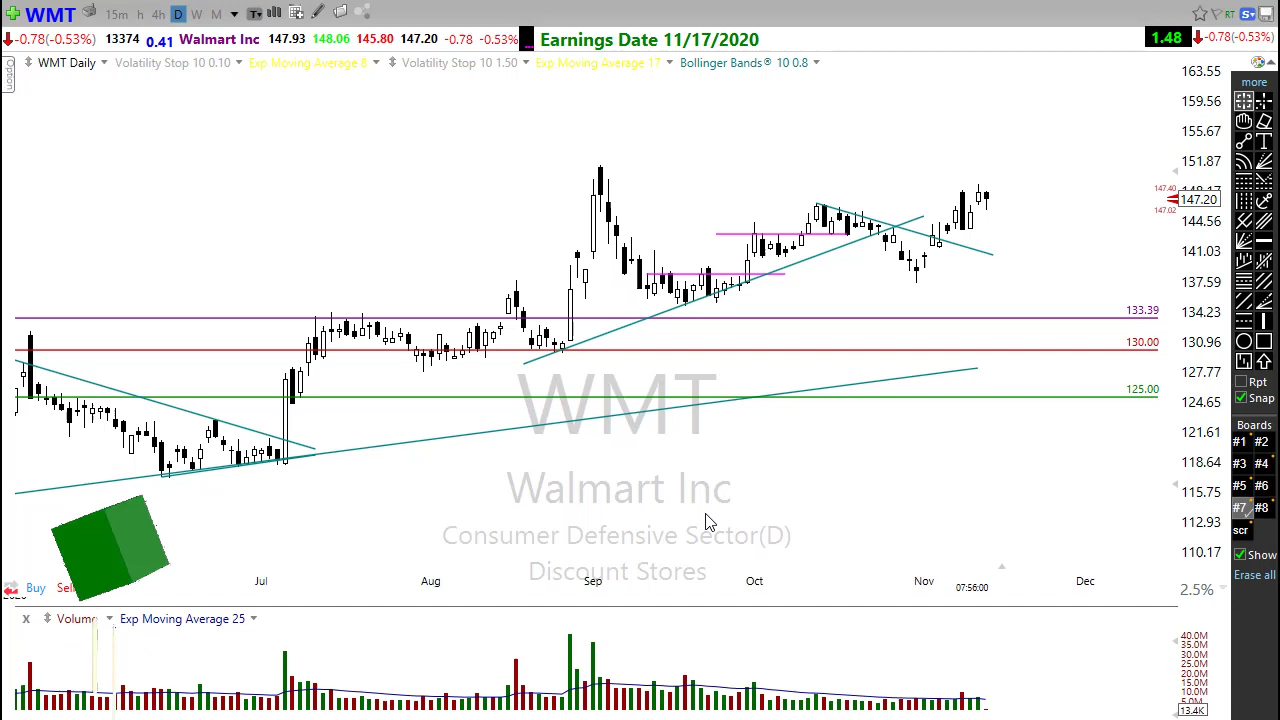 WMT 15m h 4h D W M T RT S
-0.78(-0.53%) 13374 0.41 Walmart Inc 147.93 148.06 145.80 147.20 -0.78 -0.53% Earnings Date 11/17/2020 1.48 -0.78(-0.53%)
Option
WMT Daily Volatility Stop 10 0.10 Exp Moving Average 8 Volatility Stop 10 1.50 Exp Moving Average 17 Bollinger Bands® 10 0.8
163.55
more
159.56
155.67
151.87
147.40
147.20
147.02
144.56
141.03
137.59
133.39
134.23
130.00
130.96
127.77
WMT
Rpt
125.00
Snap
124.65
Boards
121.61
#1 #2
118.64
#3 #4
Walmart Inc
115.75
#5 #6
#7 #8
112.93
scr
Consumer Defensive Sector(D)
110.17
Show
Discount Stores
Erase all
Jul Aug Sep Oct Nov Dec
Buy Sell
07:56:00
2.5%
X Volume Exp Moving Average 25
40.0M
35.0M
30.0M
25.0M
20.0M
15.0M
10.0M
5.0M
13.4K